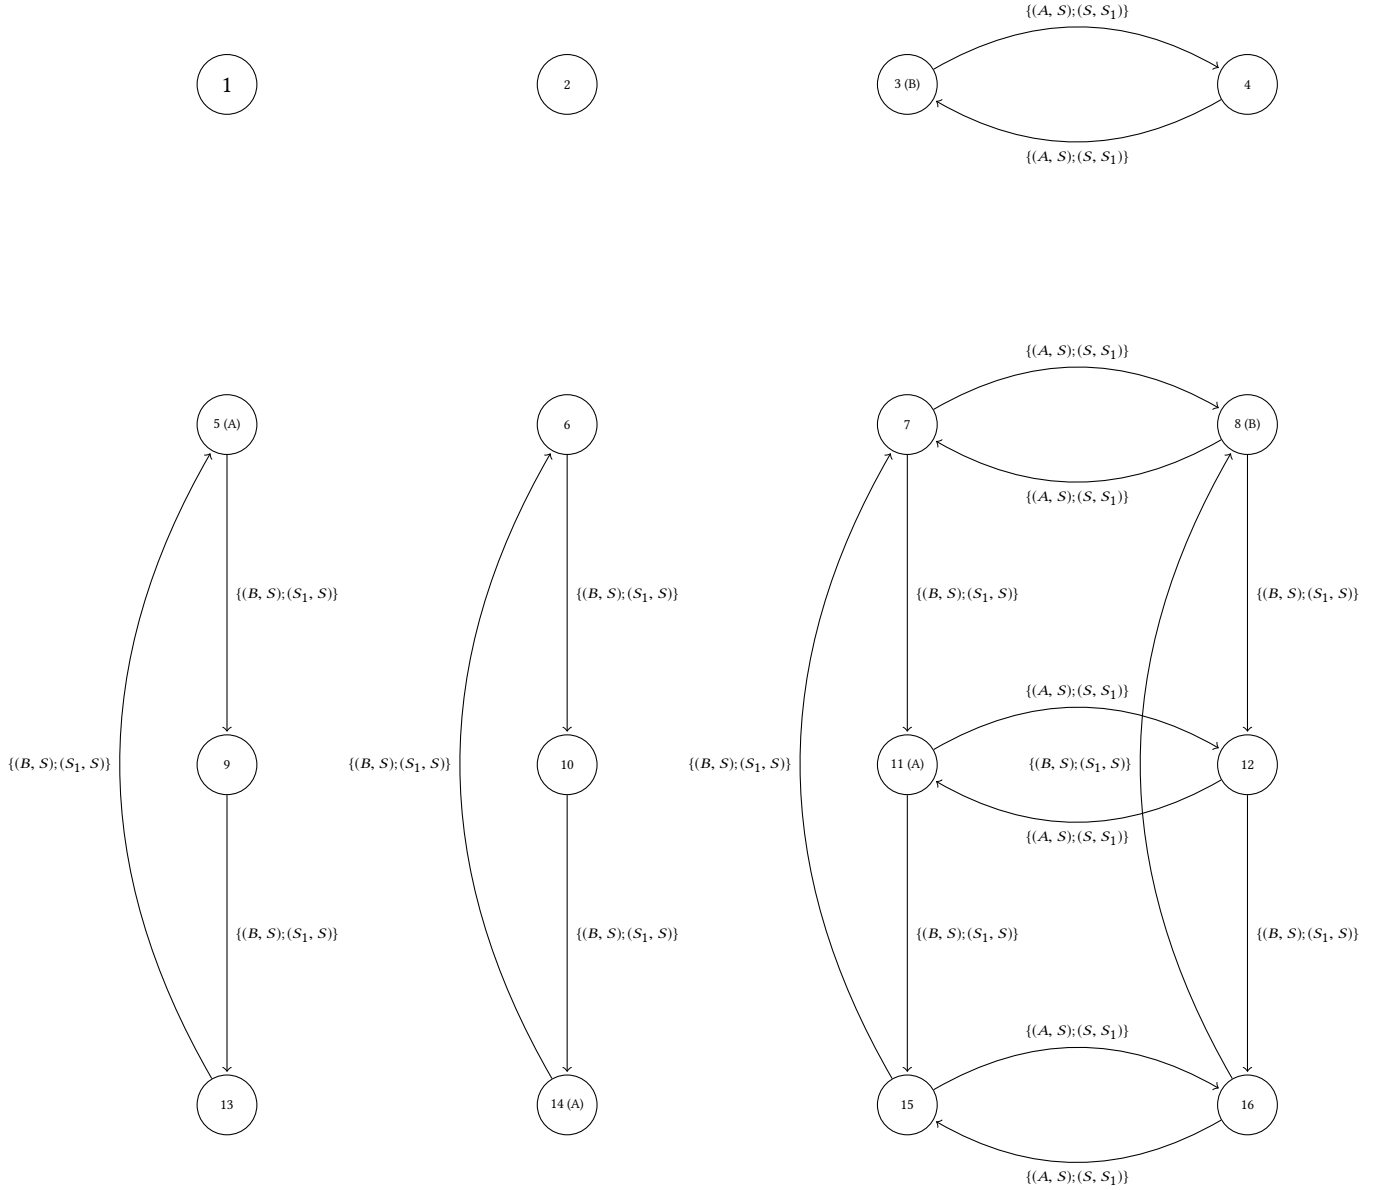 {(A, S);(S, S₁)}
1
2
3 (B)
4
{(A, S);(S, S₁)}
{(A, S);(S, S₁)}
5 (A)
6
7
8 (B)
{(A, S);(S, S₁)}
{(B, S);(S₁, S)}
{(B, S);(S₁, S)}
{(B, S);(S₁, S)}
{(B, S);(S₁, S)}
{(A, S);(S, S₁)}
{(B, S);(S₁, S)}
9
{(B, S);(S₁, S)}
10
{(B, S);(S₁, S)}
11 (A)
{(B, S);(S₁, S)}
12
{(A, S);(S, S₁)}
{(B, S);(S₁, S)}
{(B, S);(S₁, S)}
{(B, S);(S₁, S)}
{(B, S);(S₁, S)}
{(A, S);(S, S₁)}
13
14 (A)
15
16
{(A, S);(S, S₁)}